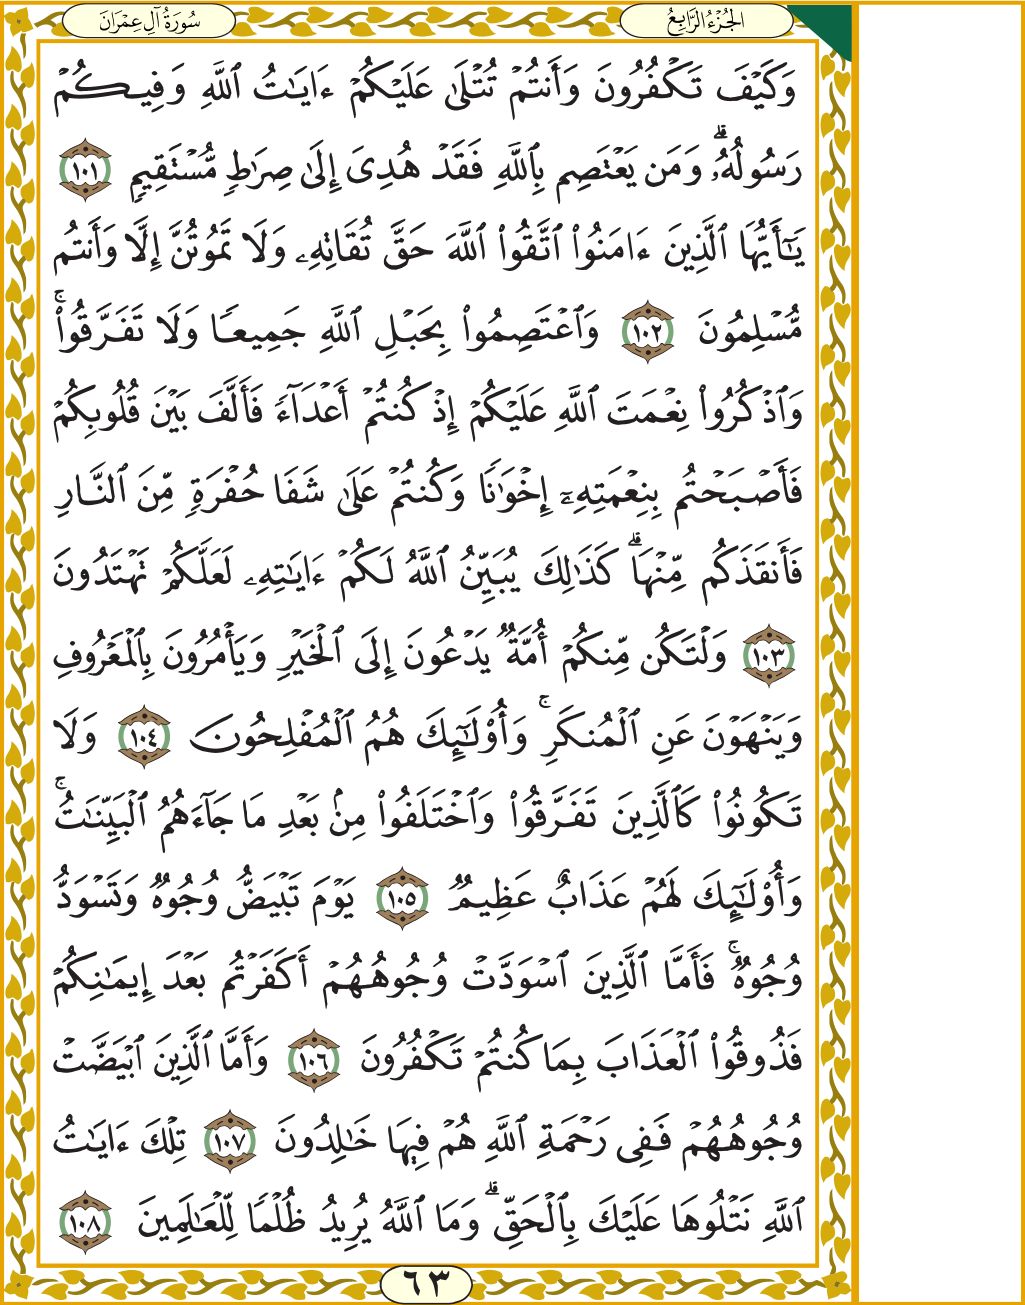 الجُزْءُ الرَّابِعُ
سُورَةُ آلِ عِمْرَان
وَكَيْفَ تَكْفُرُونَ وَأَنتُمْ تُتْلَىٰ عَلَيْكُمْ ءَايَـٰتُ ٱللَّهِ وَفِيكُمْ
رَسُولُهُۥ ۗ وَمَن يَعْتَصِم بِٱللَّهِ فَقَدْ هُدِىَ إِلَىٰ صِرَٰطٍ مُّسْتَقِيمٍ ١٠١
يَـٰٓأَيُّهَا ٱلَّذِينَ ءَامَنُوا۟ ٱتَّقُوا۟ ٱللَّهَ حَقَّ تُقَاتِهِۦ وَلَا تَمُوتُنَّ إِلَّا وَأَنتُم
مُّسْلِمُونَ ١٠٢ وَٱعْتَصِمُوا۟ بِحَبْلِ ٱللَّهِ جَمِيعًا وَلَا تَفَرَّقُوا۟ ۚ
وَٱذْكُرُوا۟ نِعْمَتَ ٱللَّهِ عَلَيْكُمْ إِذْ كُنتُمْ أَعْدَآءً فَأَلَّفَ بَيْنَ قُلُوبِكُمْ
فَأَصْبَحْتُم بِنِعْمَتِهِۦٓ إِخْوَٰنًا وَكُنتُمْ عَلَىٰ شَفَا حُفْرَةٍ مِّنَ ٱلنَّارِ
فَأَنقَذَكُم مِّنْهَا ۗ كَذَٰلِكَ يُبَيِّنُ ٱللَّهُ لَكُمْ ءَايَـٰتِهِۦ لَعَلَّكُمْ تَهْتَدُونَ
١٠٣ وَلْتَكُن مِّنكُمْ أُمَّةٌ يَدْعُونَ إِلَى ٱلْخَيْرِ وَيَأْمُرُونَ بِٱلْمَعْرُوفِ
وَيَنْهَوْنَ عَنِ ٱلْمُنكَرِ ۚ وَأُو۟لَـٰٓئِكَ هُمُ ٱلْمُفْلِحُونَ ١٠٤ وَلَا
تَكُونُوا۟ كَٱلَّذِينَ تَفَرَّقُوا۟ وَٱخْتَلَفُوا۟ مِنۢ بَعْدِ مَا جَآءَهُمُ ٱلْبَيِّنَـٰتُ ۚ
وَأُو۟لَـٰٓئِكَ لَهُمْ عَذَابٌ عَظِيمٌ ١٠٥ يَوْمَ تَبْيَضُّ وُجُوهٌ وَتَسْوَدُّ
وُجُوهٌ ۚ فَأَمَّا ٱلَّذِينَ ٱسْوَدَّتْ وُجُوهُهُمْ أَكَفَرْتُم بَعْدَ إِيمَـٰنِكُمْ
فَذُوقُوا۟ ٱلْعَذَابَ بِمَا كُنتُمْ تَكْفُرُونَ ١٠٦ وَأَمَّا ٱلَّذِينَ ٱبْيَضَّتْ
وُجُوهُهُمْ فَفِى رَحْمَةِ ٱللَّهِ هُمْ فِيهَا خَـٰلِدُونَ ١٠٧ تِلْكَ ءَايَـٰتُ
ٱللَّهِ نَتْلُوهَا عَلَيْكَ بِٱلْحَقِّ ۗ وَمَا ٱللَّهُ يُرِيدُ ظُلْمًا لِّلْعَـٰلَمِينَ ١٠٨
٦٣